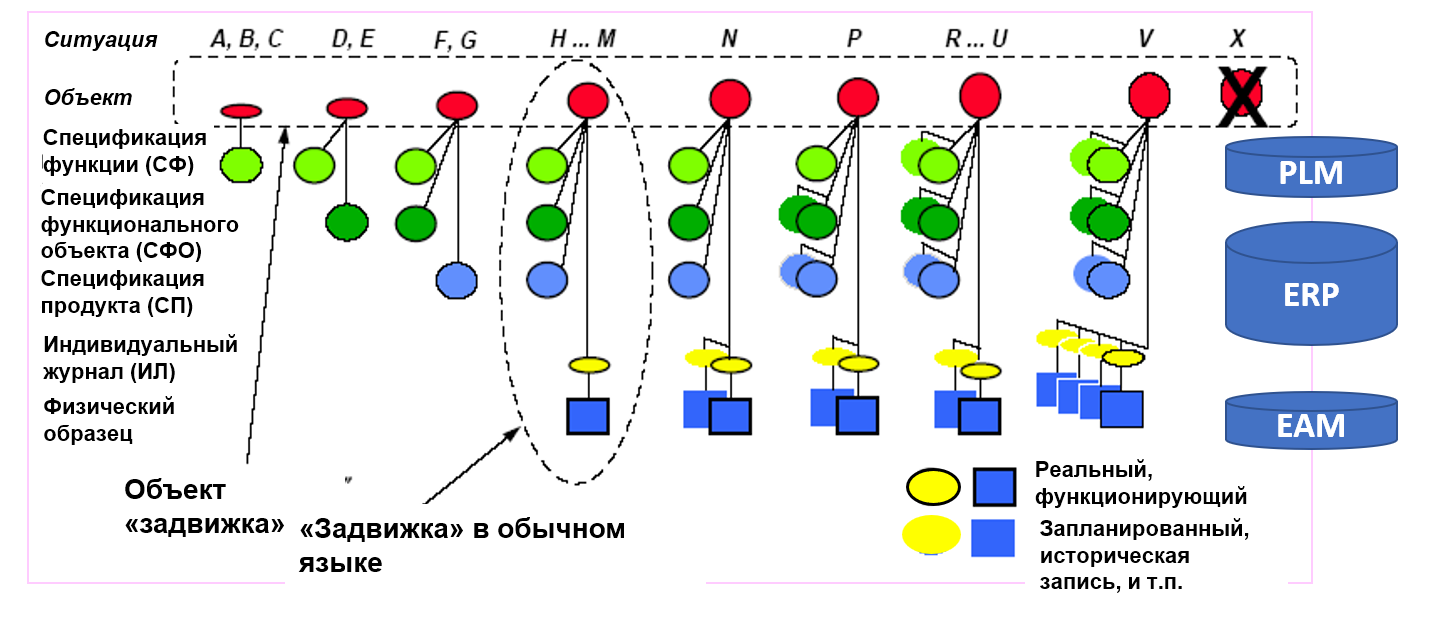 Ситуация A, B, C D, E F, G H ... M N P R ... U V X
Объект
Спецификация
функции (СФ)
Спецификация
функционального
объекта (СФО)
Спецификация
продукта (СП)
Индивидуальный
журнал (ИЛ)
Физический
образец
PLM
ERP
EAM
Объект
«задвижка»
«Задвижка» в обычном
языке
Реальный,
функционирующий
Запланированный,
историческая
запись, и т.п.